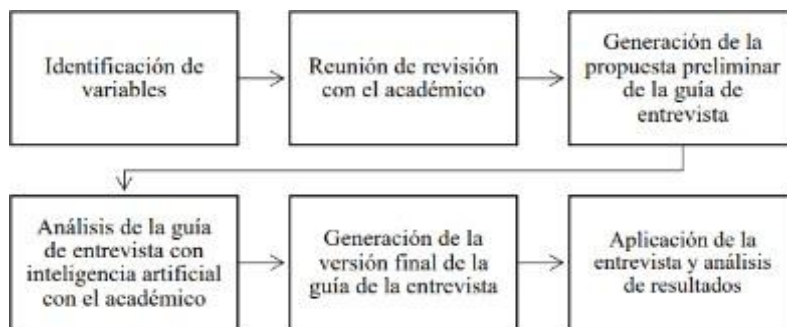 Identificación de
variables
Reunión de revisión
con el académico
Generación de la
propuesta preliminar
de la guía de
entrevista
Análisis de la guía
de entrevista con
inteligencia artificial
con el académico
Generación de la
versión final de la
guía de la entrevista
Aplicación de la
entrevista y análisis
de resultados